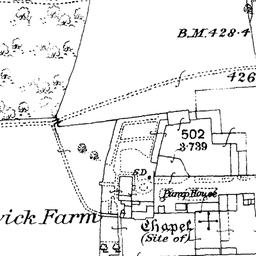 B.M. 428·4
426
502
3·739
S.D.
Pump House
wick Farm
Chapel
(Site of)